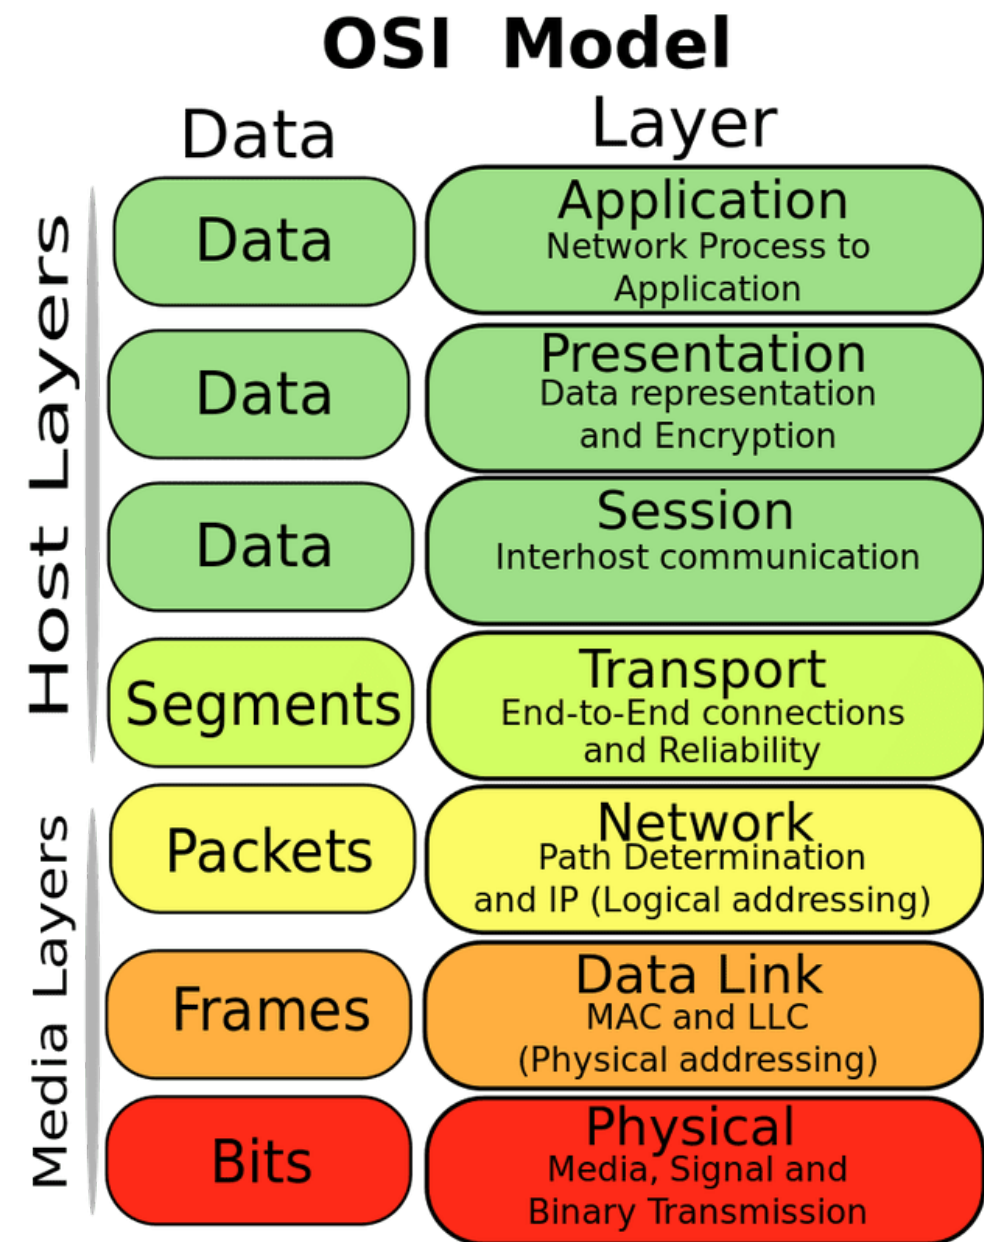 OSI Model
Data
Layer
Host Layers
Data
Application
Network Process to
Application
Data
Presentation
Data representation
and Encryption
Data
Session
Interhost communication
Segments
Transport
End-to-End connections
and Reliability
Media Layers
Packets
Network
Path Determination
and IP (Logical addressing)
Frames
Data Link
MAC and LLC
(Physical addressing)
Bits
Physical
Media, Signal and
Binary Transmission